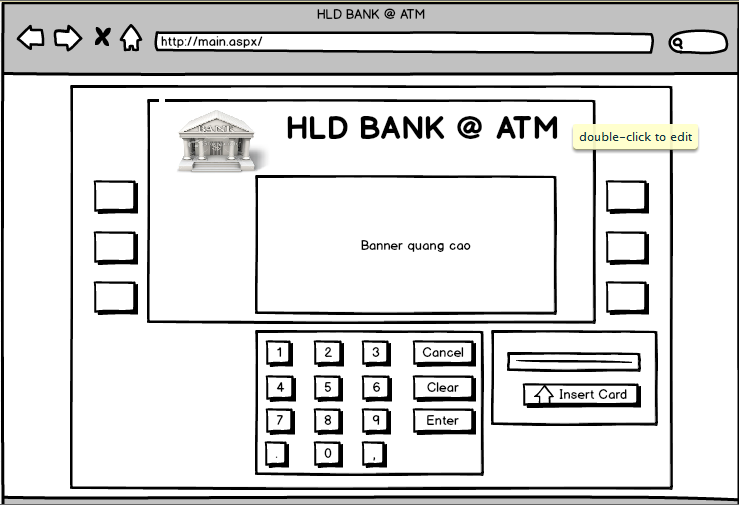 HLD BANK @ ATM
http://main.aspx/
BANK
HLD BANK @ ATM
double-click to edit
Banner quang cao
1 2 3 Cancel
4 5 6 Clear
7 8 9 Enter
. 0 ,
Insert Card